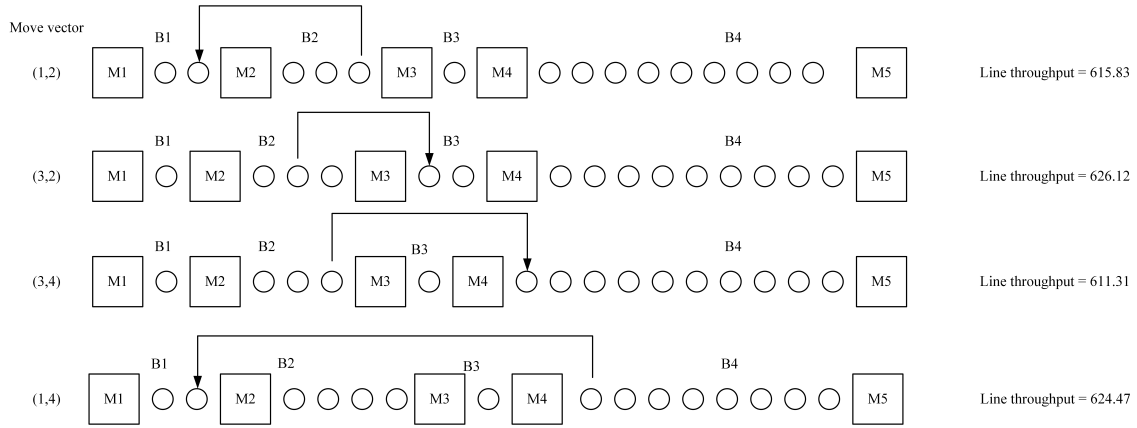 Move vector
B1 B2 B3 B4
(1,2) M1 M2 M3 M4 M5 Line throughput = 615.83
B1 B2 B3 B4
(3,2) M1 M2 M3 M4 M5 Line throughput = 626.12
B1 B2 B3 B4
(3,4) M1 M2 M3 M4 M5 Line throughput = 611.31
B1 B2 B3 B4
(1,4) M1 M2 M3 M4 M5 Line throughput = 624.47